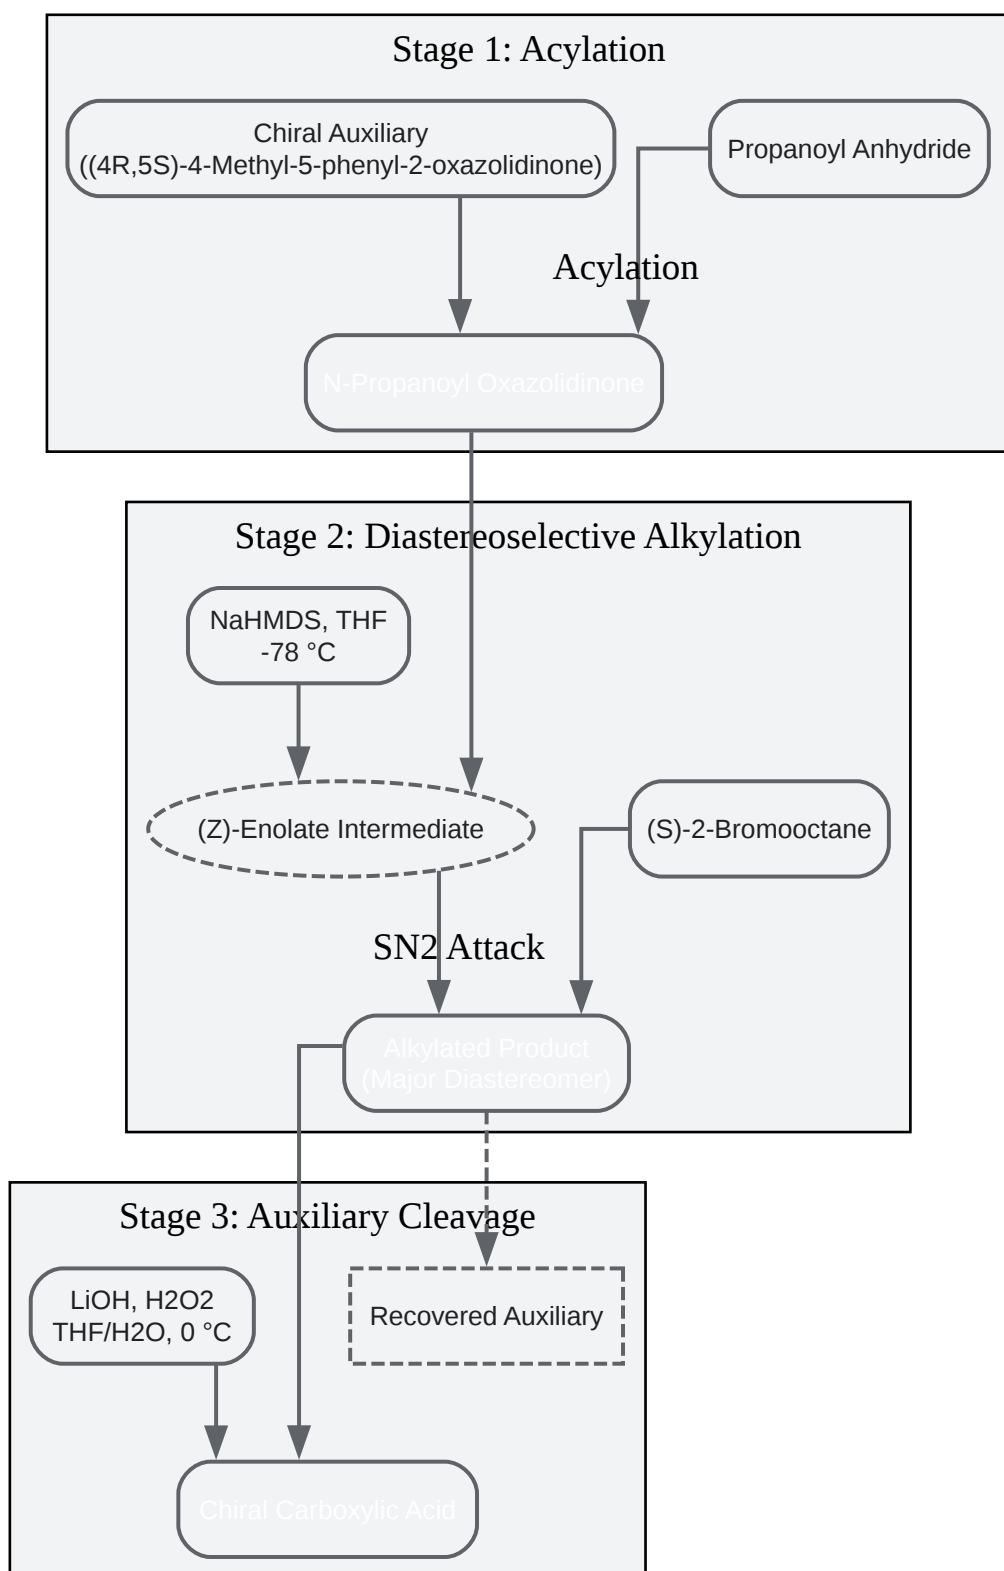 Stage 1: Acylation
Chiral Auxiliary
((4R,5S)-4-Methyl-5-phenyl-2-oxazolidinone)
Propanoyl Anhydride
Acylation
N-Propanoyl Oxazolidinone
Stage 2: Diastereoselective Alkylation
NaHMDS, THF
-78 °C
(Z)-Enolate Intermediate
(S)-2-Bromooctane
SN2 Attack
Alkylated Product
(Major Diastereomer)
Stage 3: Auxiliary Cleavage
LiOH, H2O2
THF/H2O, 0 °C
Recovered Auxiliary
Chiral Carboxylic Acid